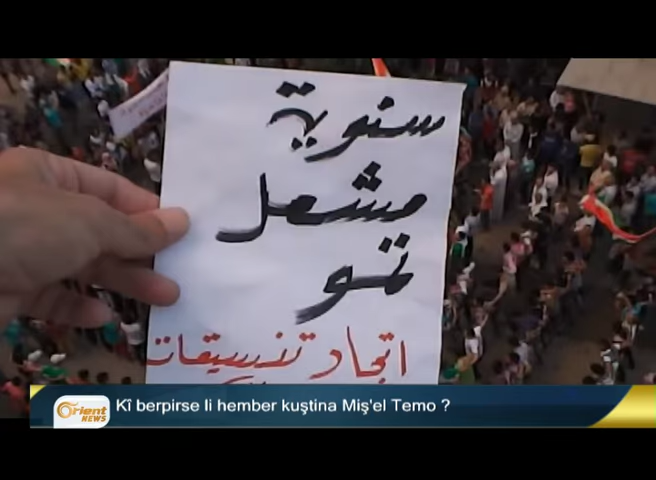 سنوية
مشعل
تمو
اتحاد تنسيقات
Orient
NEWS
Kî berpirse li hember kuştina Miş'el Temo ?